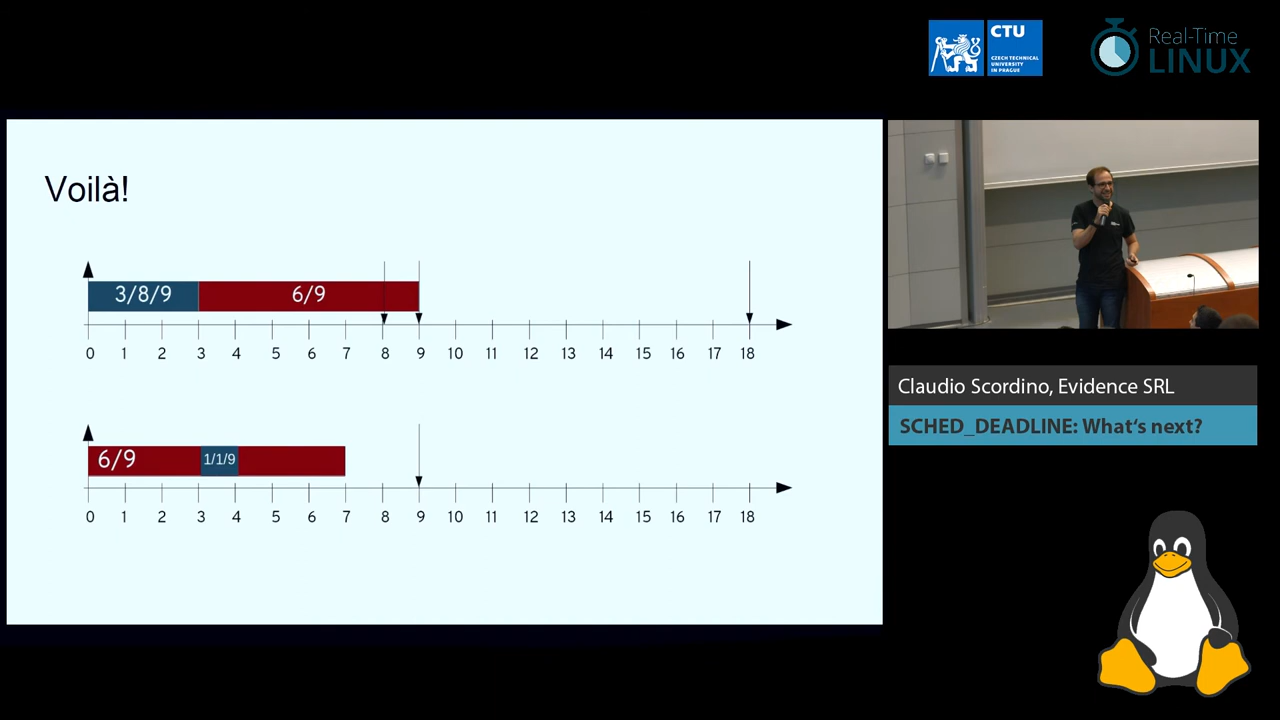 CTU
CZECH TECHNICAL
UNIVERSITY
IN PRAGUE
Real-Time
LINUX
Voilà!
3/8/9 6/9
0 1 2 3 4 5 6 7 8 9 10 11 12 13 14 15 16 17 18
6/9 1/1/9
0 1 2 3 4 5 6 7 8 9 10 11 12 13 14 15 16 17 18
Claudio Scordino, Evidence SRL
SCHED_DEADLINE: What's next?